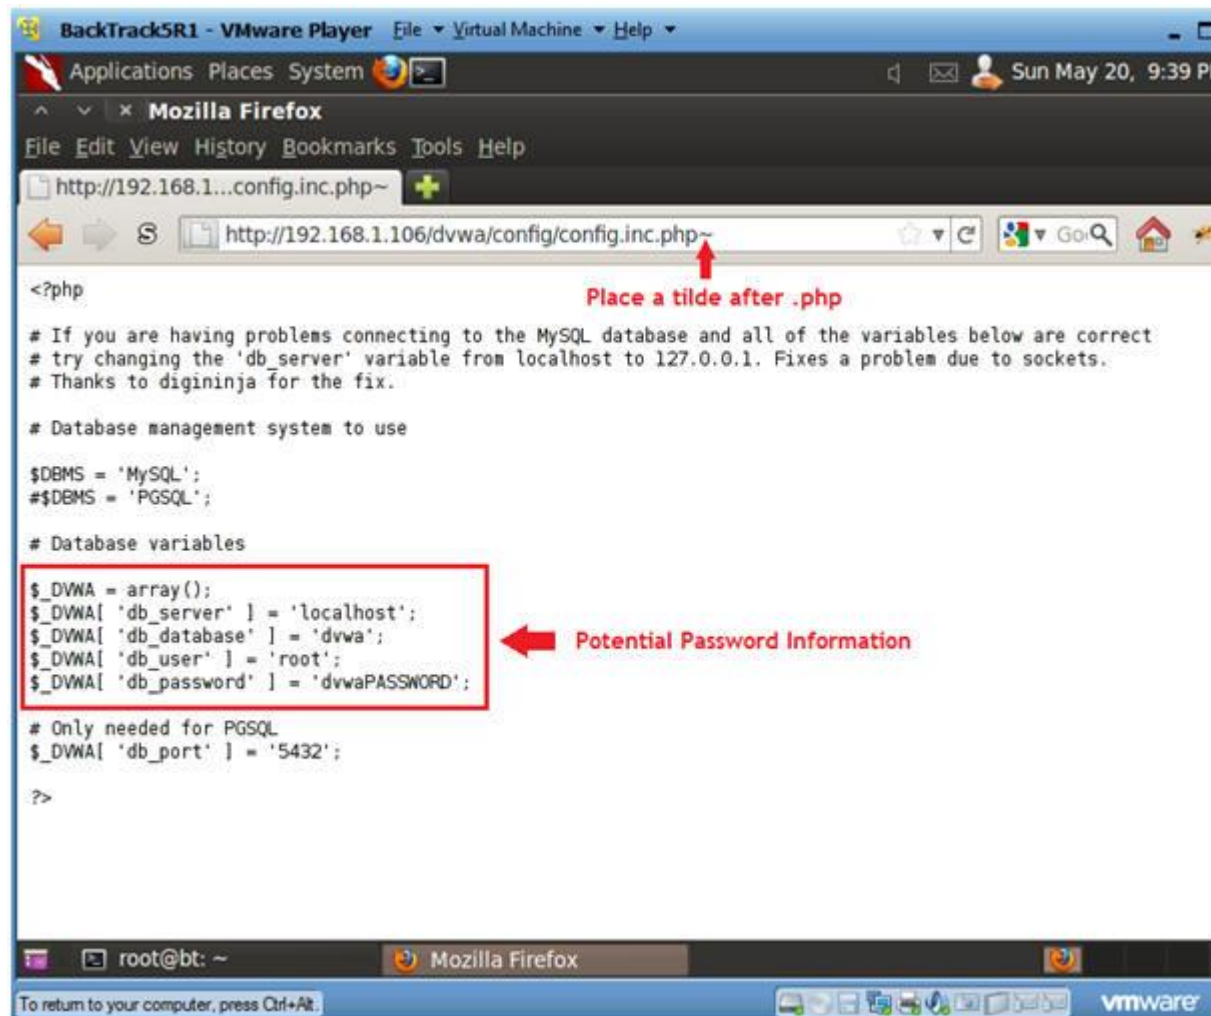 BackTrack5R1 - VMware Player File Virtual Machine Help
Applications Places System Sun May 20, 9:39 P
Mozilla Firefox
File Edit View History Bookmarks Tools Help
http://192.168.1...config.inc.php~
S http://192.168.1.106/dvwa/config/config.inc.php~
Place a tilde after .php
<?php
# If you are having problems connecting to the MySQL database and all of the variables below are correct
# try changing the 'db_server' variable from localhost to 127.0.0.1. Fixes a problem due to sockets.
# Thanks to digininja for the fix.
# Database management system to use
$DBMS = 'MySQL';
#$DBMS = 'PGSQL';
# Database variables
$_DVWA = array();
$_DVWA[ 'db_server' ] = 'localhost';
$_DVWA[ 'db_database' ] = 'dvwa';
$_DVWA[ 'db_user' ] = 'root';
$_DVWA[ 'db_password' ] = 'dvwaPASSWORD';
Potential Password Information
# Only needed for PGSQL
$_DVWA[ 'db_port' ] = '5432';
?>
root@bt: ~ Mozilla Firefox
To return to your computer, press Ctrl+Alt. vmware